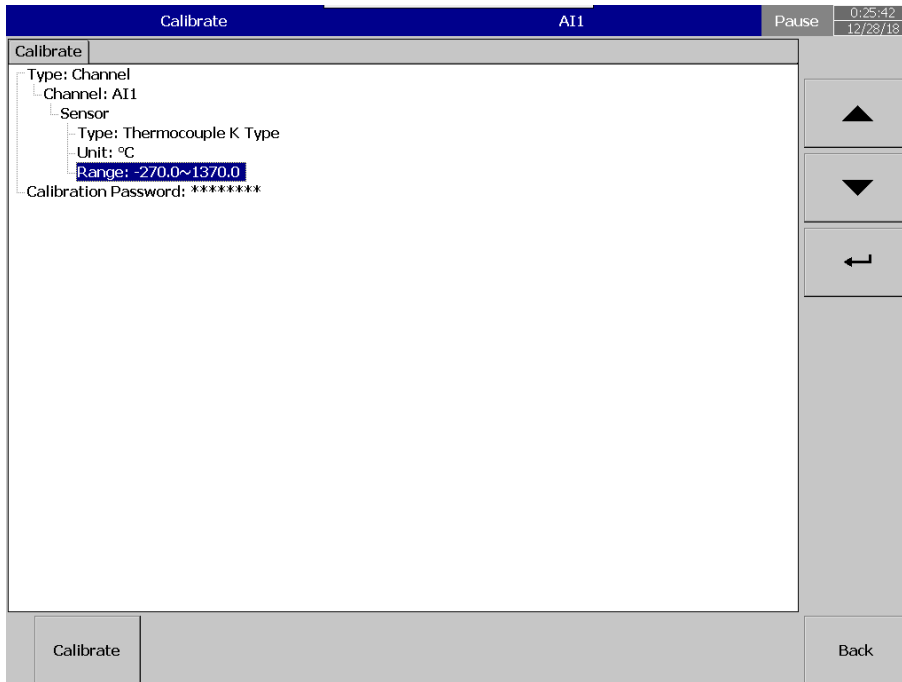 Calibrate AI1 Pause 0:25:42
12/28/18
Calibrate
Type: Channel
Channel: AI1
Sensor
Type: Thermocouple K Type
Unit: °C
Range: -270.0~1370.0
Calibration Password: ********
Calibrate Back